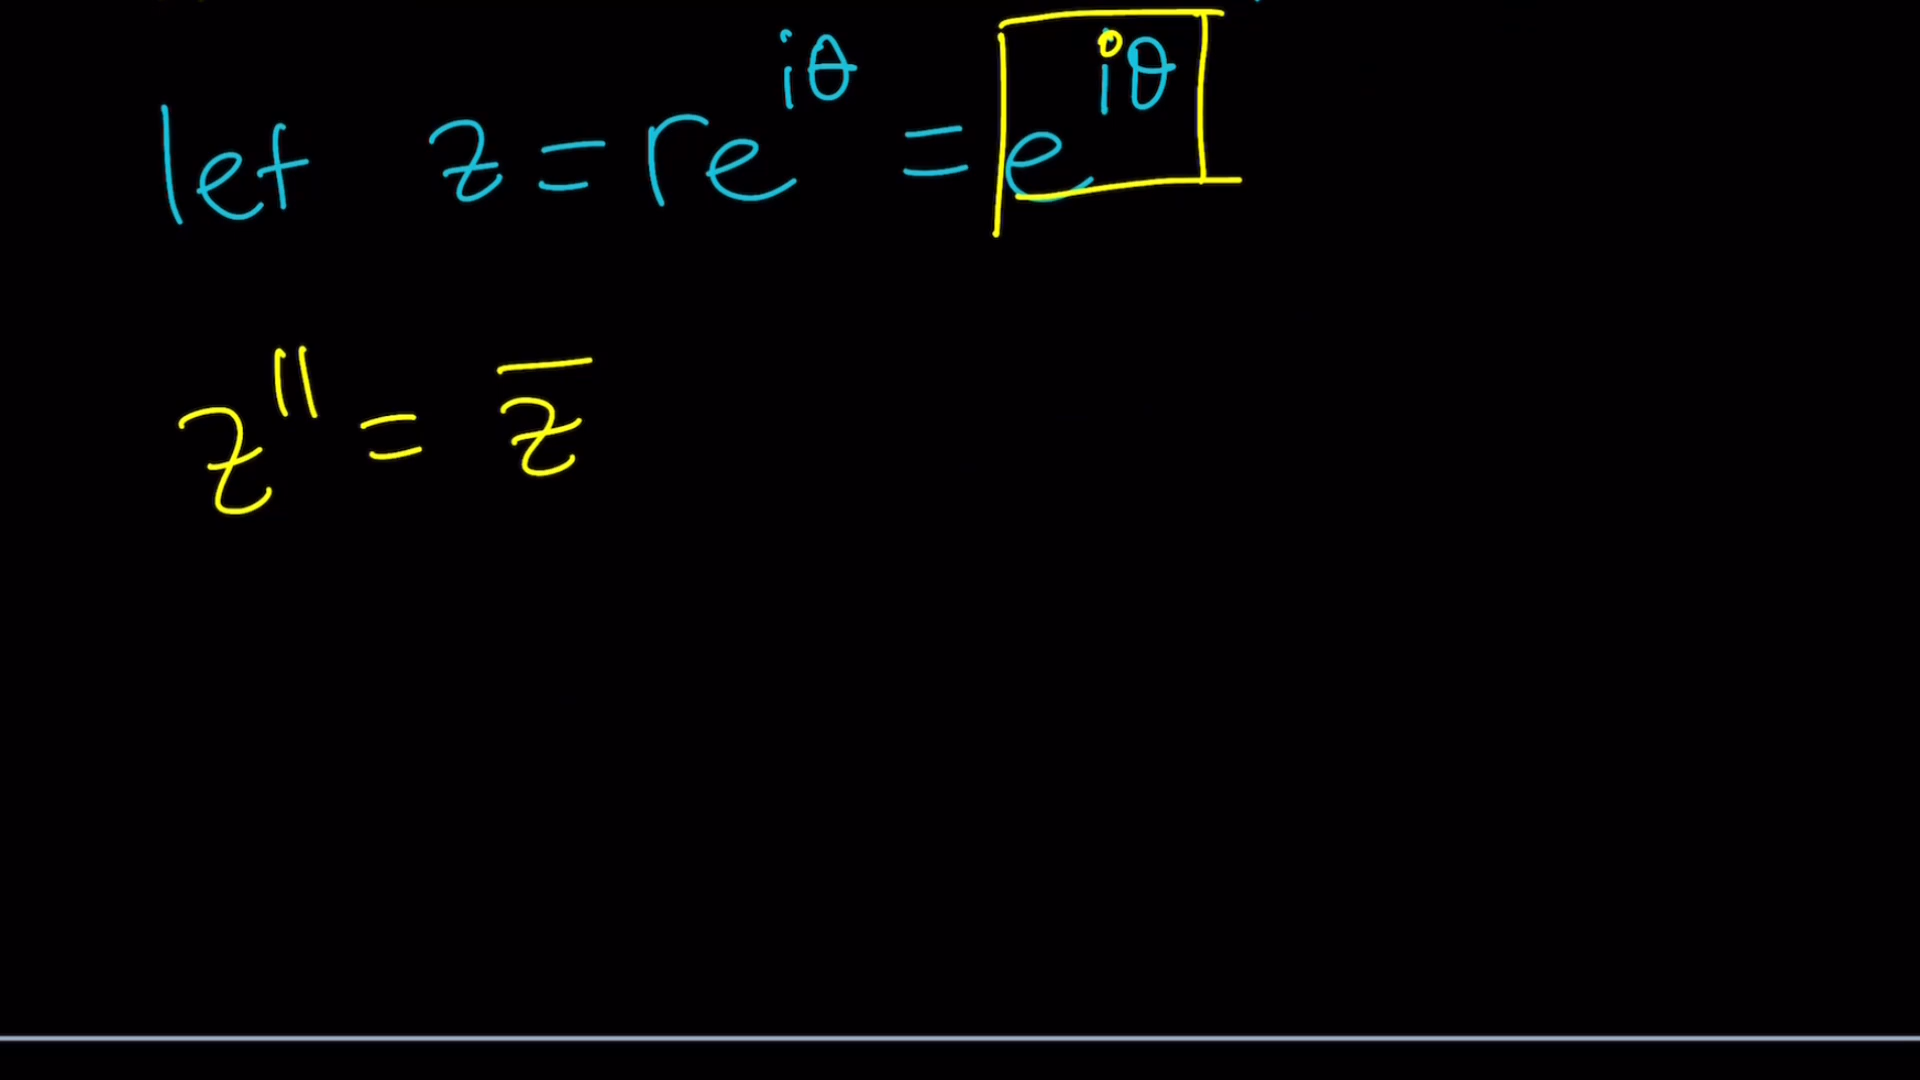 let z = re^{iθ} = e^{iθ}
z^{11} = z̅